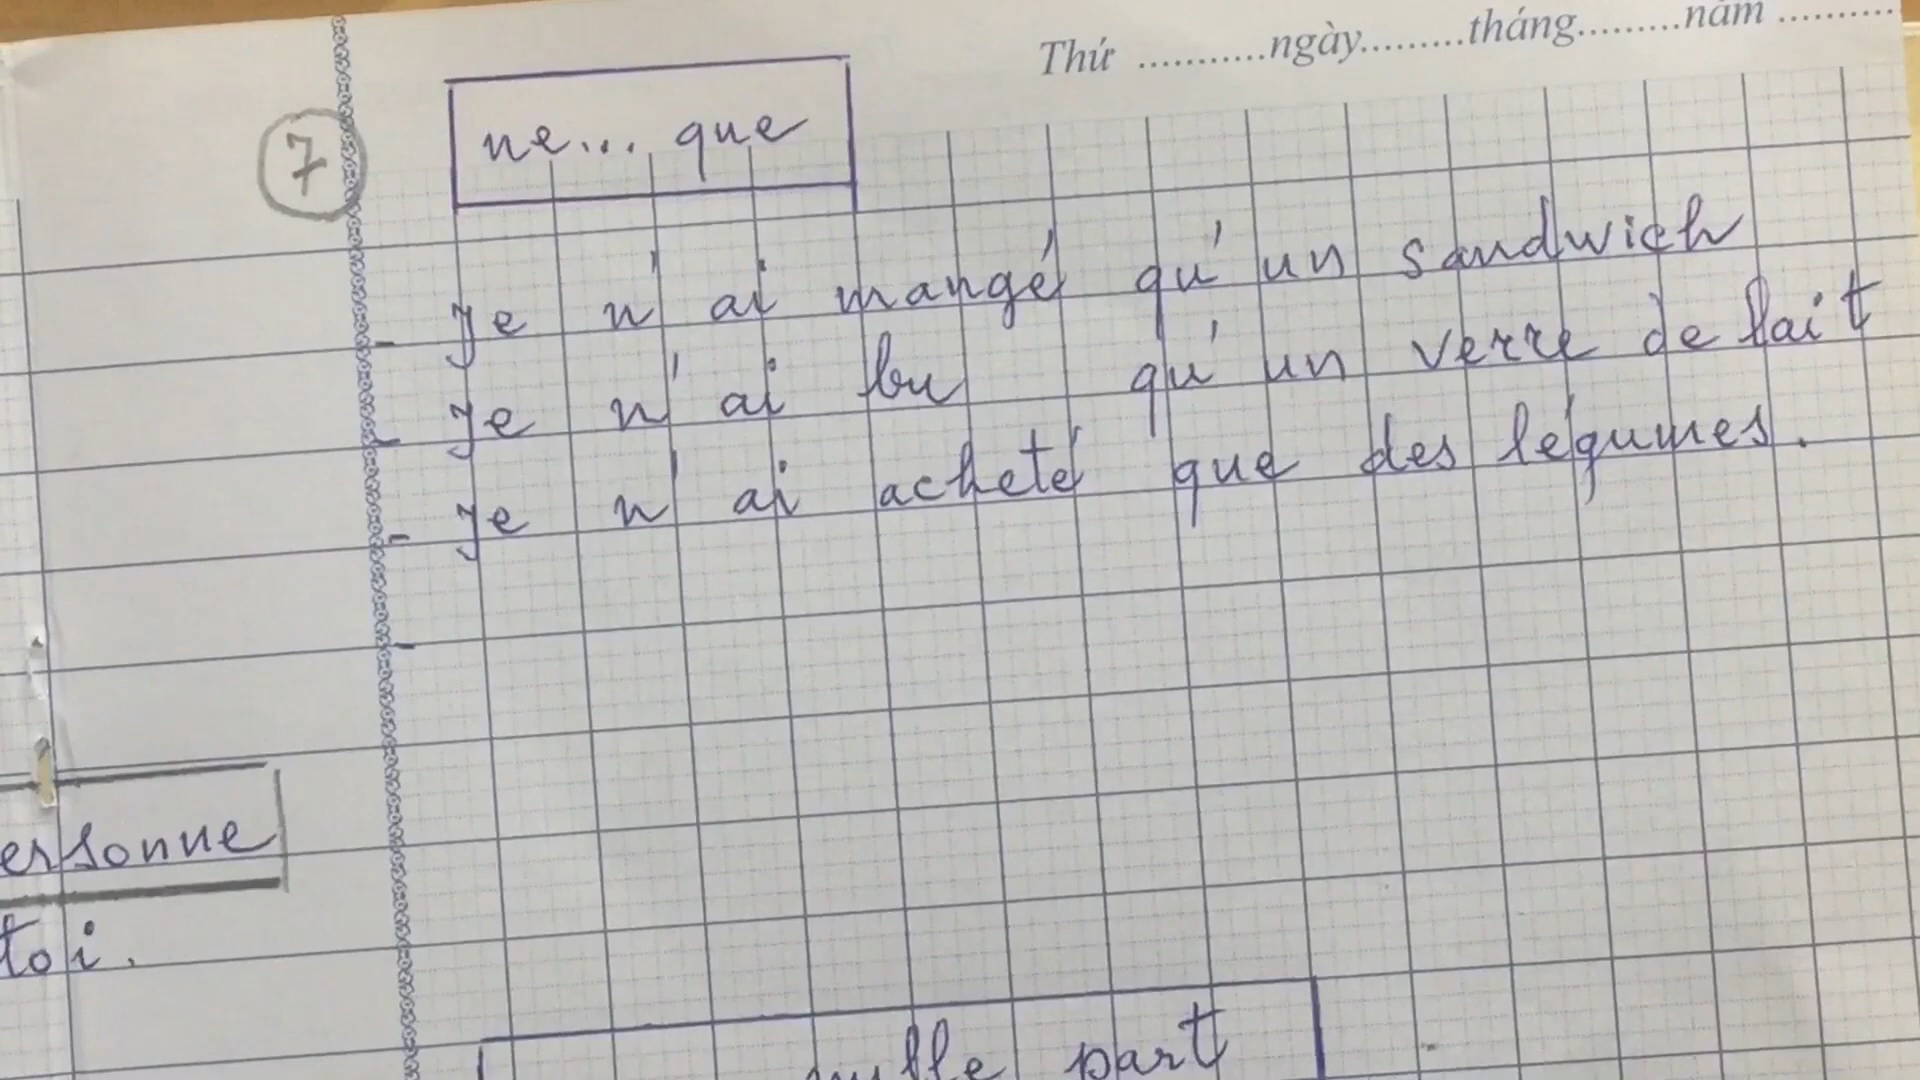 Thứ ...........ngày.........tháng.........năm ..........
7
ne... que
- Je n'ai mangé qu'un sandwich
- Je n'ai bu qu'un verre de lait
- Je n'ai acheté que des légumes.
ersonne
toi.
nulle part